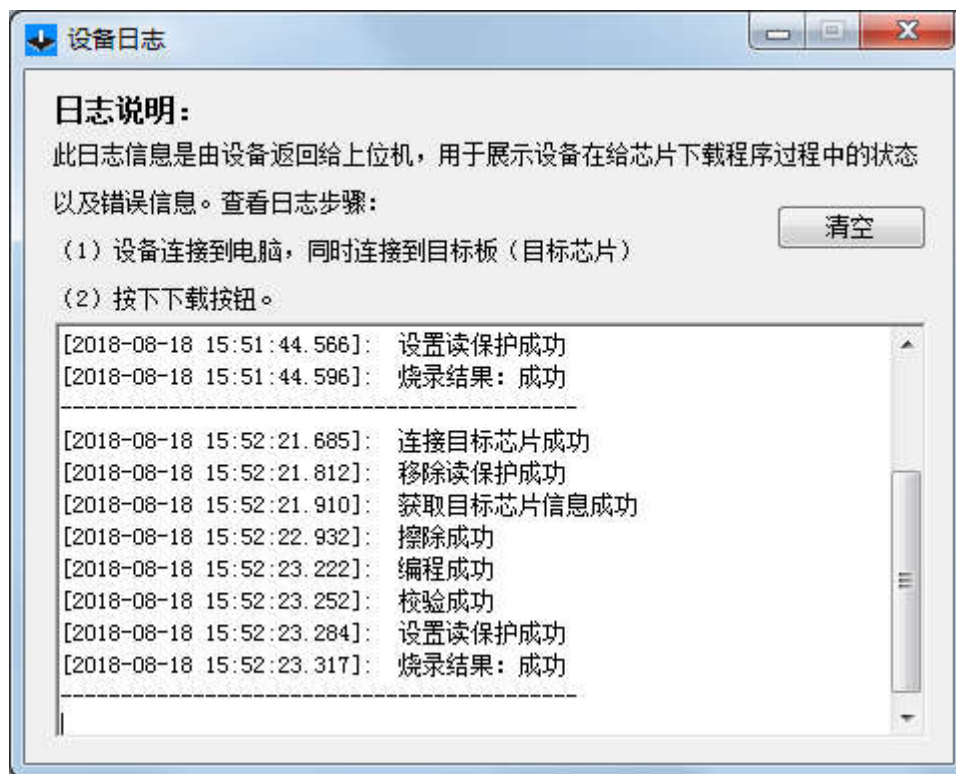 设备日志
日志说明：
此日志信息是由设备返回给上位机，用于展示设备在给芯片下载程序过程中的状态
以及错误信息。查看日志步骤：
清空
（1）设备连接到电脑，同时连接到目标板（目标芯片）
（2）按下下载按钮。
[2018-08-18 15:51:44.566]: 设置读保护成功
[2018-08-18 15:51:44.596]: 烧录结果：成功
-------------------------------------------
[2018-08-18 15:52:21.685]: 连接目标芯片成功
[2018-08-18 15:52:21.812]: 移除读保护成功
[2018-08-18 15:52:21.910]: 获取目标芯片信息成功
[2018-08-18 15:52:22.932]: 擦除成功
[2018-08-18 15:52:23.222]: 编程成功
[2018-08-18 15:52:23.252]: 校验成功
[2018-08-18 15:52:23.284]: 设置读保护成功
[2018-08-18 15:52:23.317]: 烧录结果：成功
-------------------------------------------